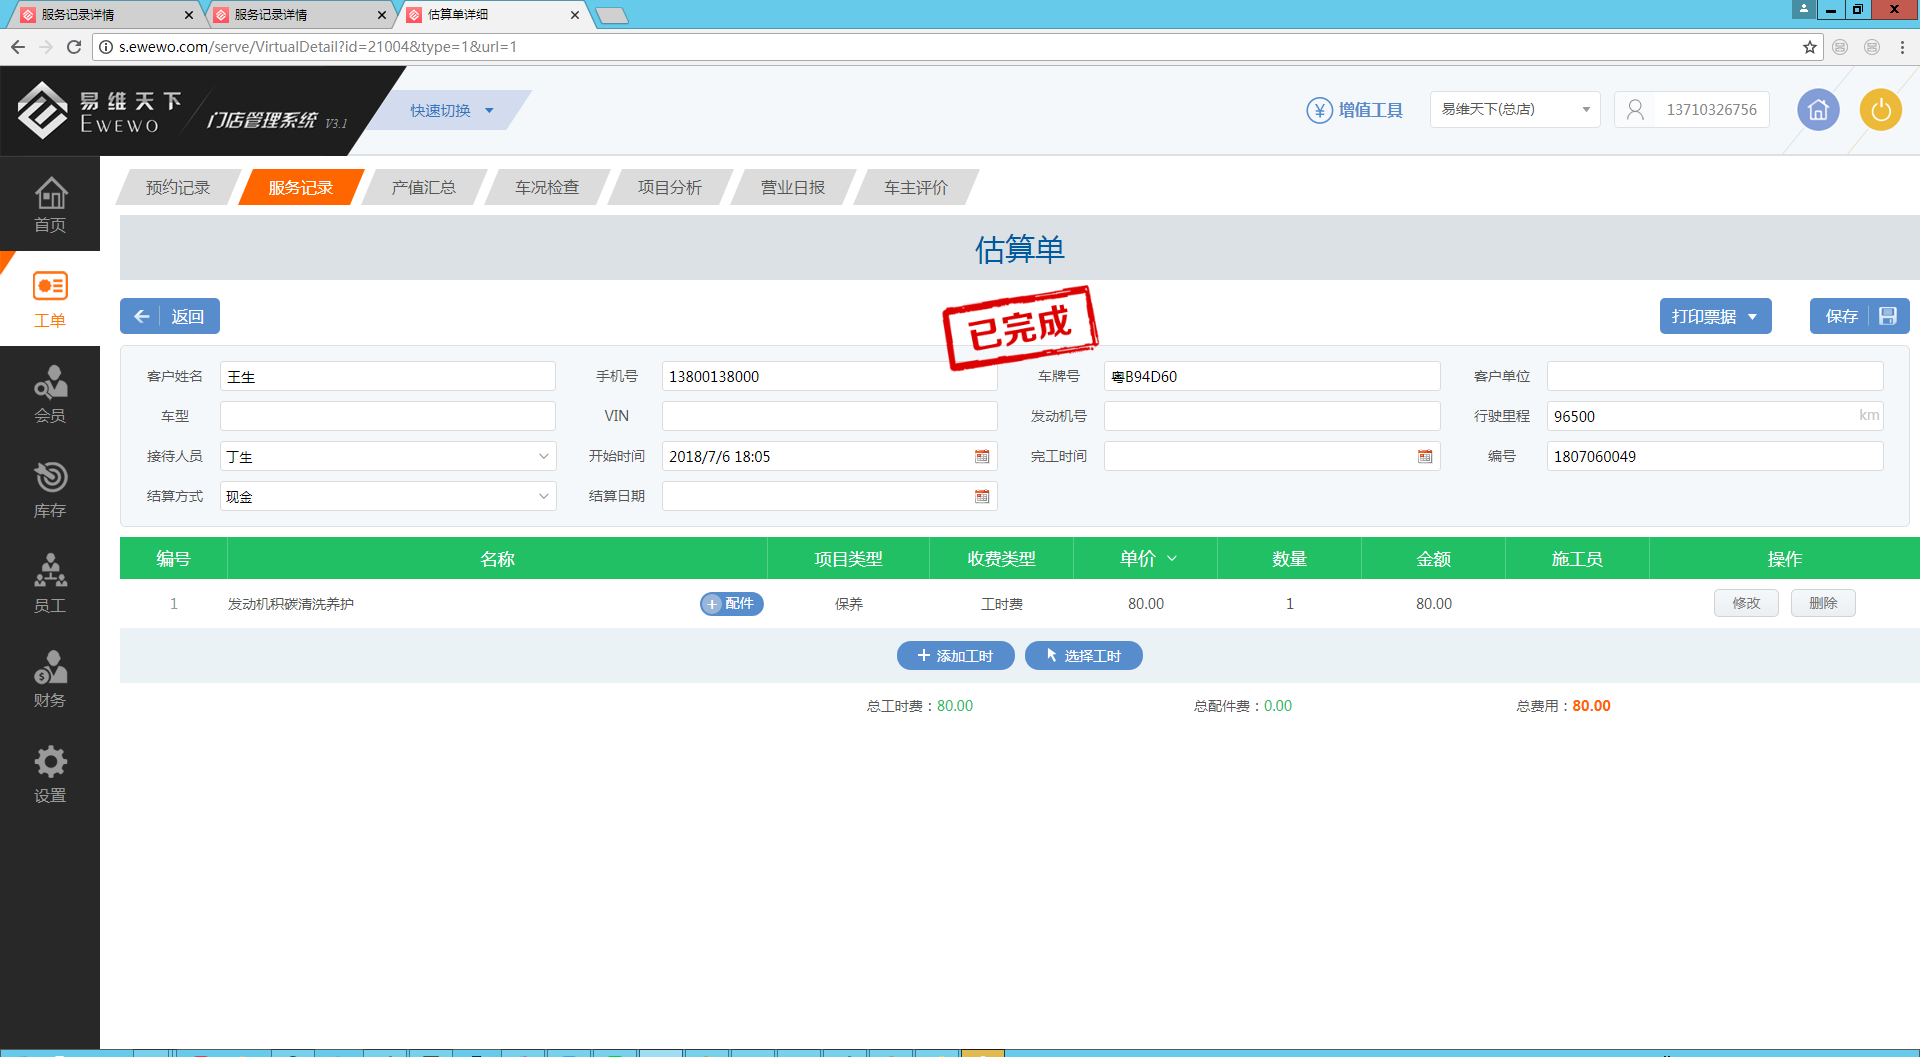 服务记录详情
服务记录详情
估算单详细
s.ewewo.com/serve/VirtualDetail?id=21004&type=1&url=1
易维天下
EWEWO
门店管理系统 V3.1
快速切换
增值工具
易维天下(总店)
13710326756
预约记录
服务记录
产值汇总
车况检查
项目分析
营业日报
车主评价
首页
工单
会员
库存
员工
财务
设置
估算单
返回
已完成
打印票据
保存
客户姓名 王生
手机号 13800138000
车牌号 粤B94D60
客户单位
车型
VIN
发动机号
行驶里程 96500 km
接待人员 丁生
开始时间 2018/7/6 18:05
完工时间
编号 1807060049
结算方式 现金
结算日期
编号 名称 项目类型 收费类型 单价 数量 金额 施工员 操作
1 发动机积碳清洗养护 配件 保养 工时费 80.00 1 80.00 修改 删除
添加工时 选择工时
总工时费：80.00 总配件费：0.00 总费用：80.00